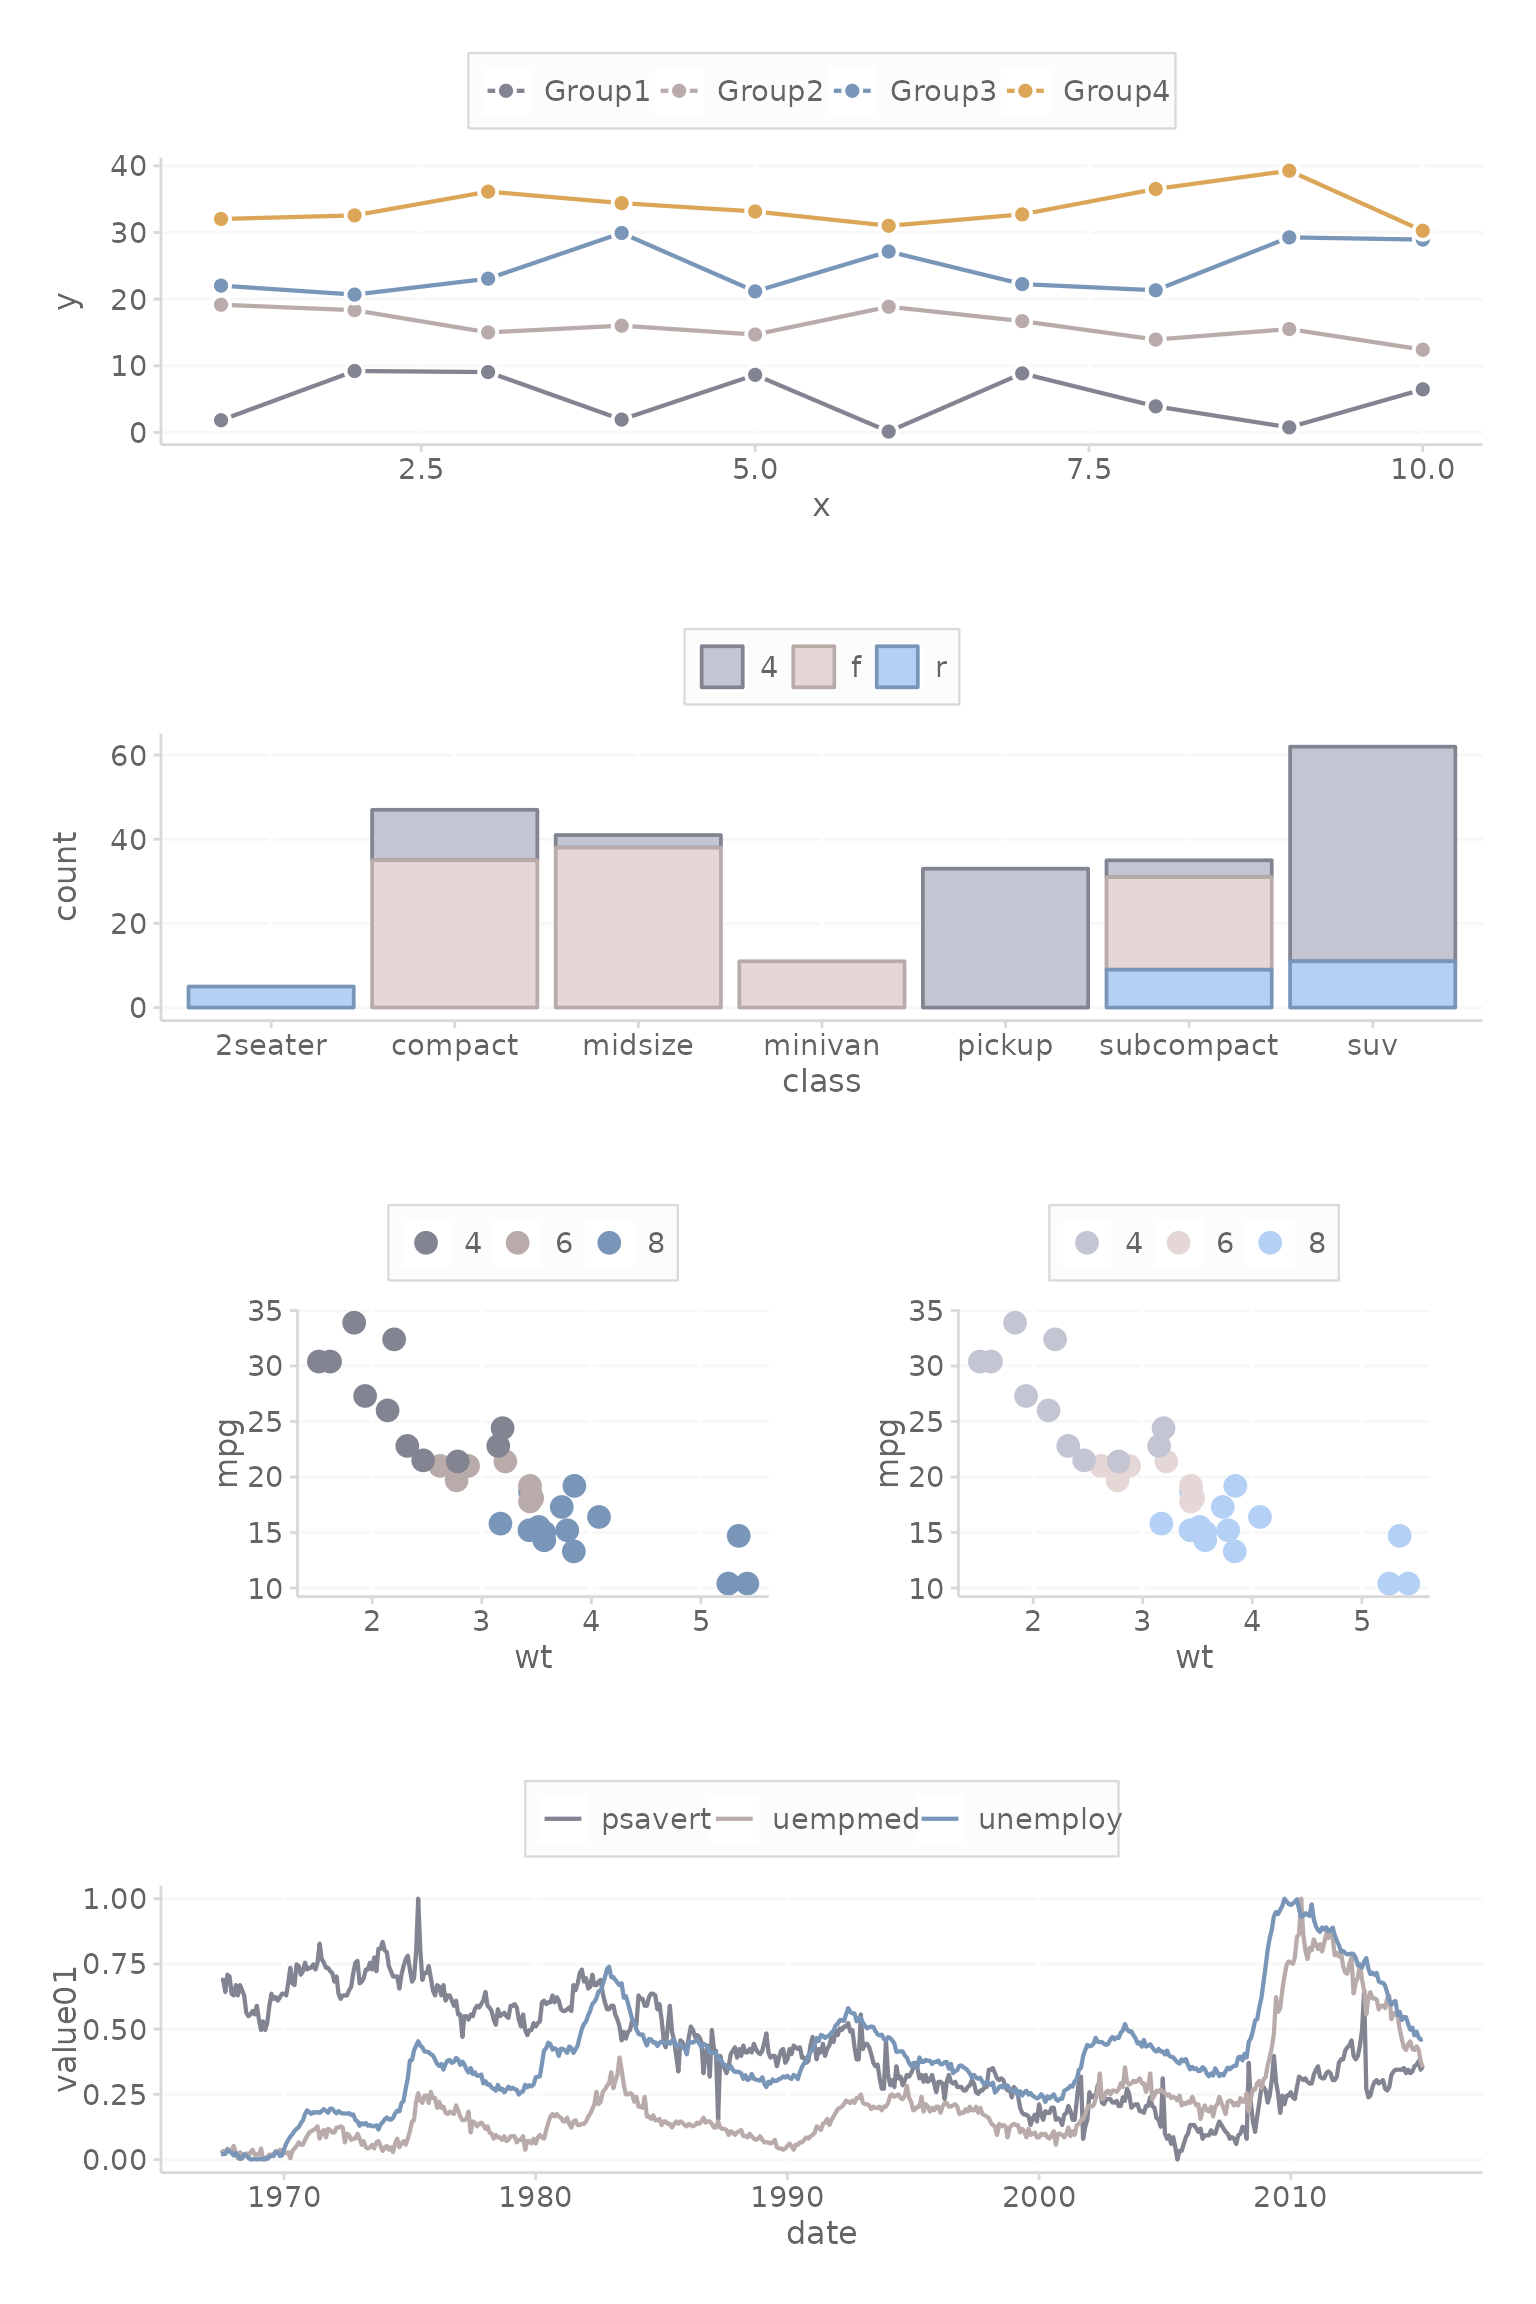 Group1 Group2 Group3 Group4
40
30
20
10
0
y
2.5 5.0 7.5 10.0
x
4 f r
60
40
20
0
count
2seater compact midsize minivan pickup subcompact suv
class
4 6 8
35
30
25
20
15
10
mpg
2 3 4 5
wt
4 6 8
35
30
25
20
15
10
mpg
2 3 4 5
wt
psavert uempmed unemploy
1.00
0.75
0.50
0.25
0.00
value01
1970 1980 1990 2000 2010
date